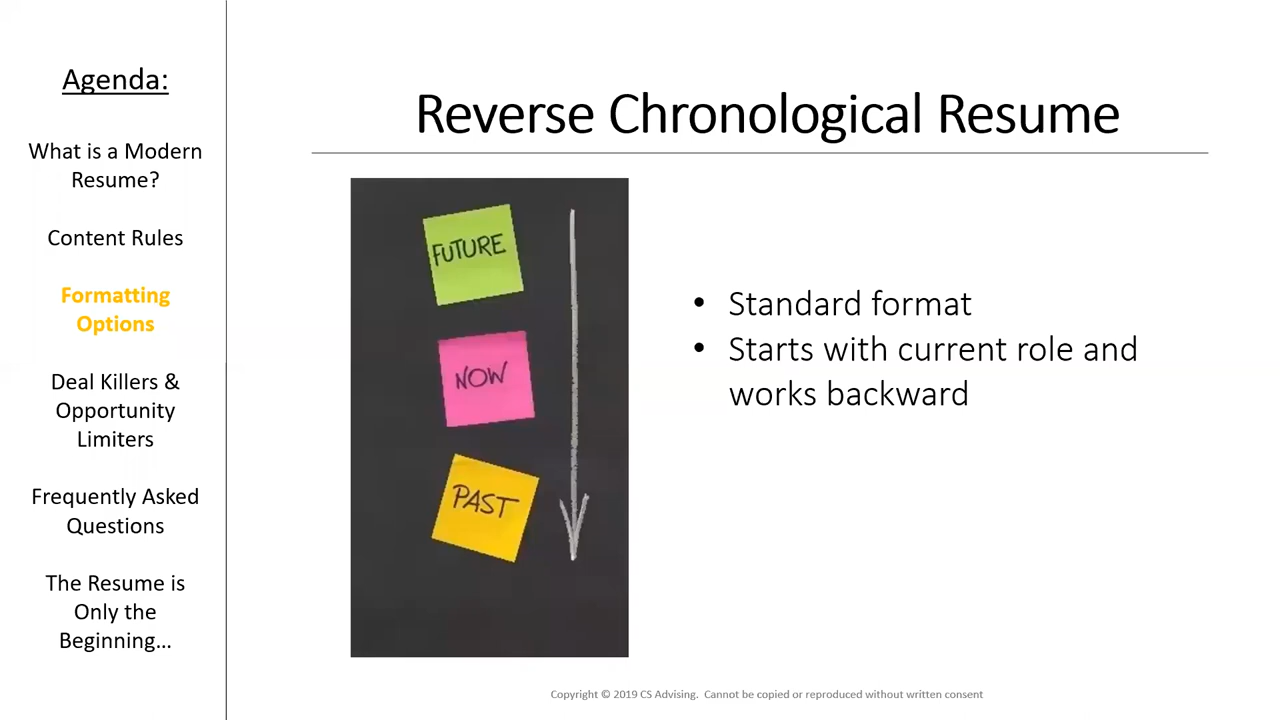 Agenda:
What is a Modern
Resume?
Content Rules
Formatting
Options
Deal Killers &
Opportunity
Limiters
Frequently Asked
Questions
The Resume is
Only the
Beginning...
Reverse Chronological Resume
FUTURE
NOW
PAST
• Standard format
• Starts with current role and
works backward
Copyright © 2019 CS Advising. Cannot be copied or reproduced without written consent